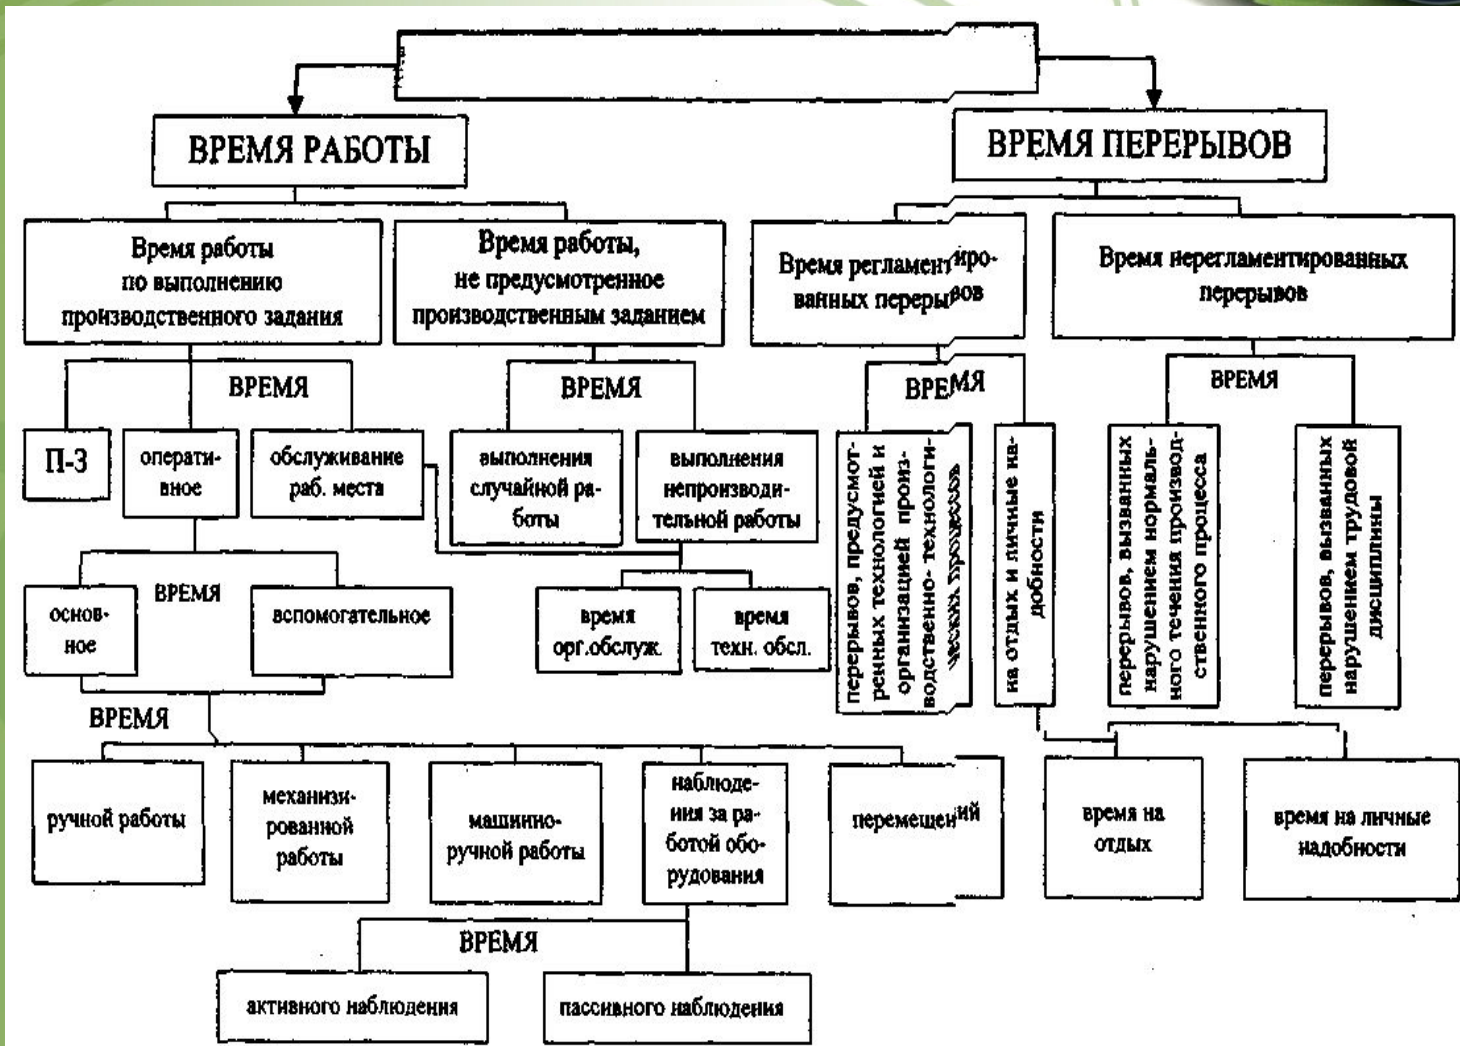 ВРЕМЯ РАБОТЫ
ВРЕМЯ ПЕРЕРЫВОВ
Время работы
по выполнению
производственного задания
Время работы,
не предусмотренное
производственным заданием
Время регламентиро-
ванных перерывов
Время нерегламентированных
перерывов
ВРЕМЯ
ВРЕМЯ
ВРЕМЯ
ВРЕМЯ
П-З
операти-
вное
обслуживание
раб. места
выполнения
случайной ра-
боты
выполнения
непроизводи-
тельной работы
перерывов, предусмот-
ренных технологией и
организацией произ-
водственно- технологи-
ческих процессов
на отдых и личные на-
добности
перерывов, вызванных
нарушением нормаль-
ного течения производ-
ственного процесса
перерывов, вызванных
нарушением трудовой
дисциплины
ВРЕМЯ
основ-
ное
вспомогательное
время
орг.обслуж.
время
техн. обсл.
ВРЕМЯ
ручной работы
механизи-
рованной
работы
машинно-
ручной работы
наблюде-
ния за ра-
ботой обо-
рудования
перемещений
время на
отдых
время на личные
надобности
ВРЕМЯ
активного наблюдения
пассивного наблюдения